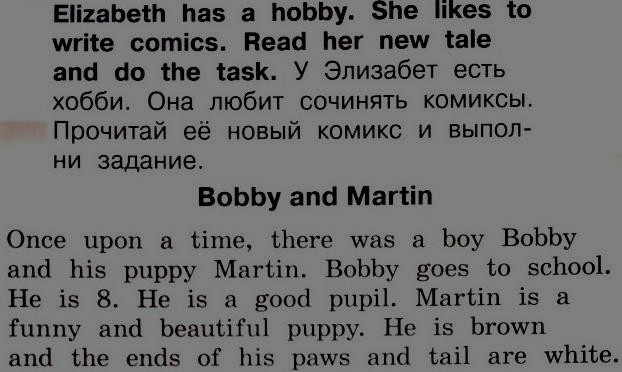 Elizabeth has a hobby. She likes to
write comics. Read her new tale
and do the task. У Элизабет есть
хобби. Она любит сочинять комиксы.
Прочитай её новый комикс и выпол-
ни задание.
Bobby and Martin
Once upon a time, there was a boy Bobby
and his puppy Martin. Bobby goes to school.
He is 8. He is a good pupil. Martin is a
funny and beautiful puppy. He is brown
and the ends of his paws and tail are white.